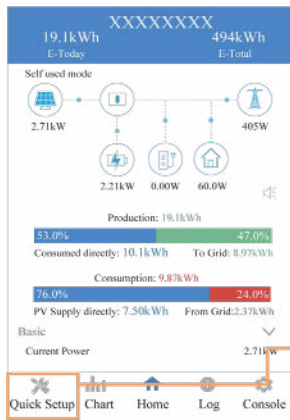 XXXXXXXX
19.1kWh 494kWh
E-Today E-Total
Self used mode
2.71kW 405W
2.21kW 0.00W 60.0W
Production: 19.1kWh
53.0% 47.0%
Consumed directly: 10.1kWh To Grid: 8.97kWh
Consumption: 9.87kWh
76.0% 24.0%
PV Supply directly: 7.50kWh From Grid:2.37kWh
Basic
Current Power 2.71kW
Quick Setup Chart Home Log Console